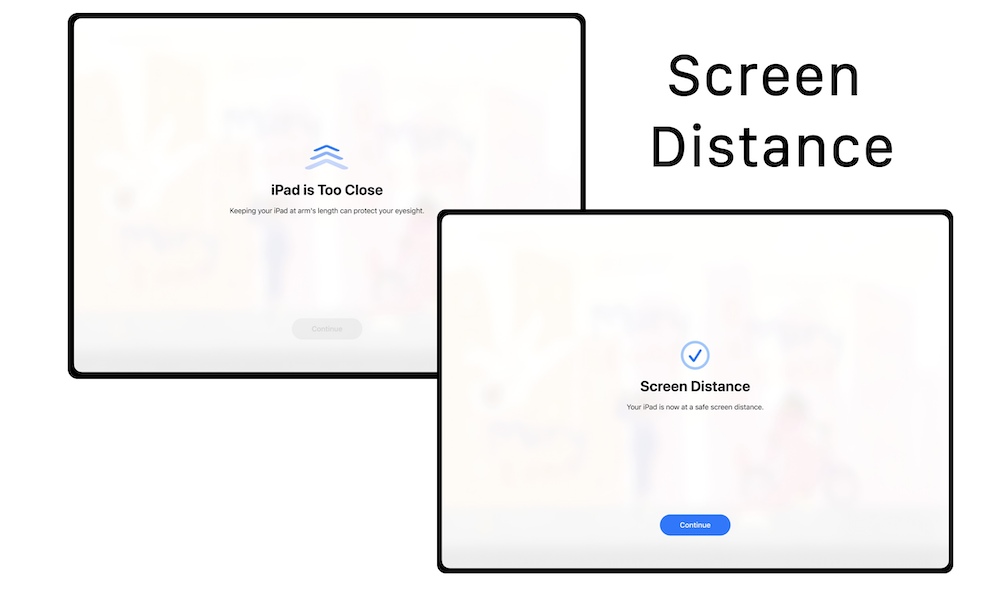 Screen
Distance
iPad is Too Close
Keeping your iPad at arm's length can protect your eyesight.
Continue
Screen Distance
Your iPad is now at a safe screen distance.
Continue